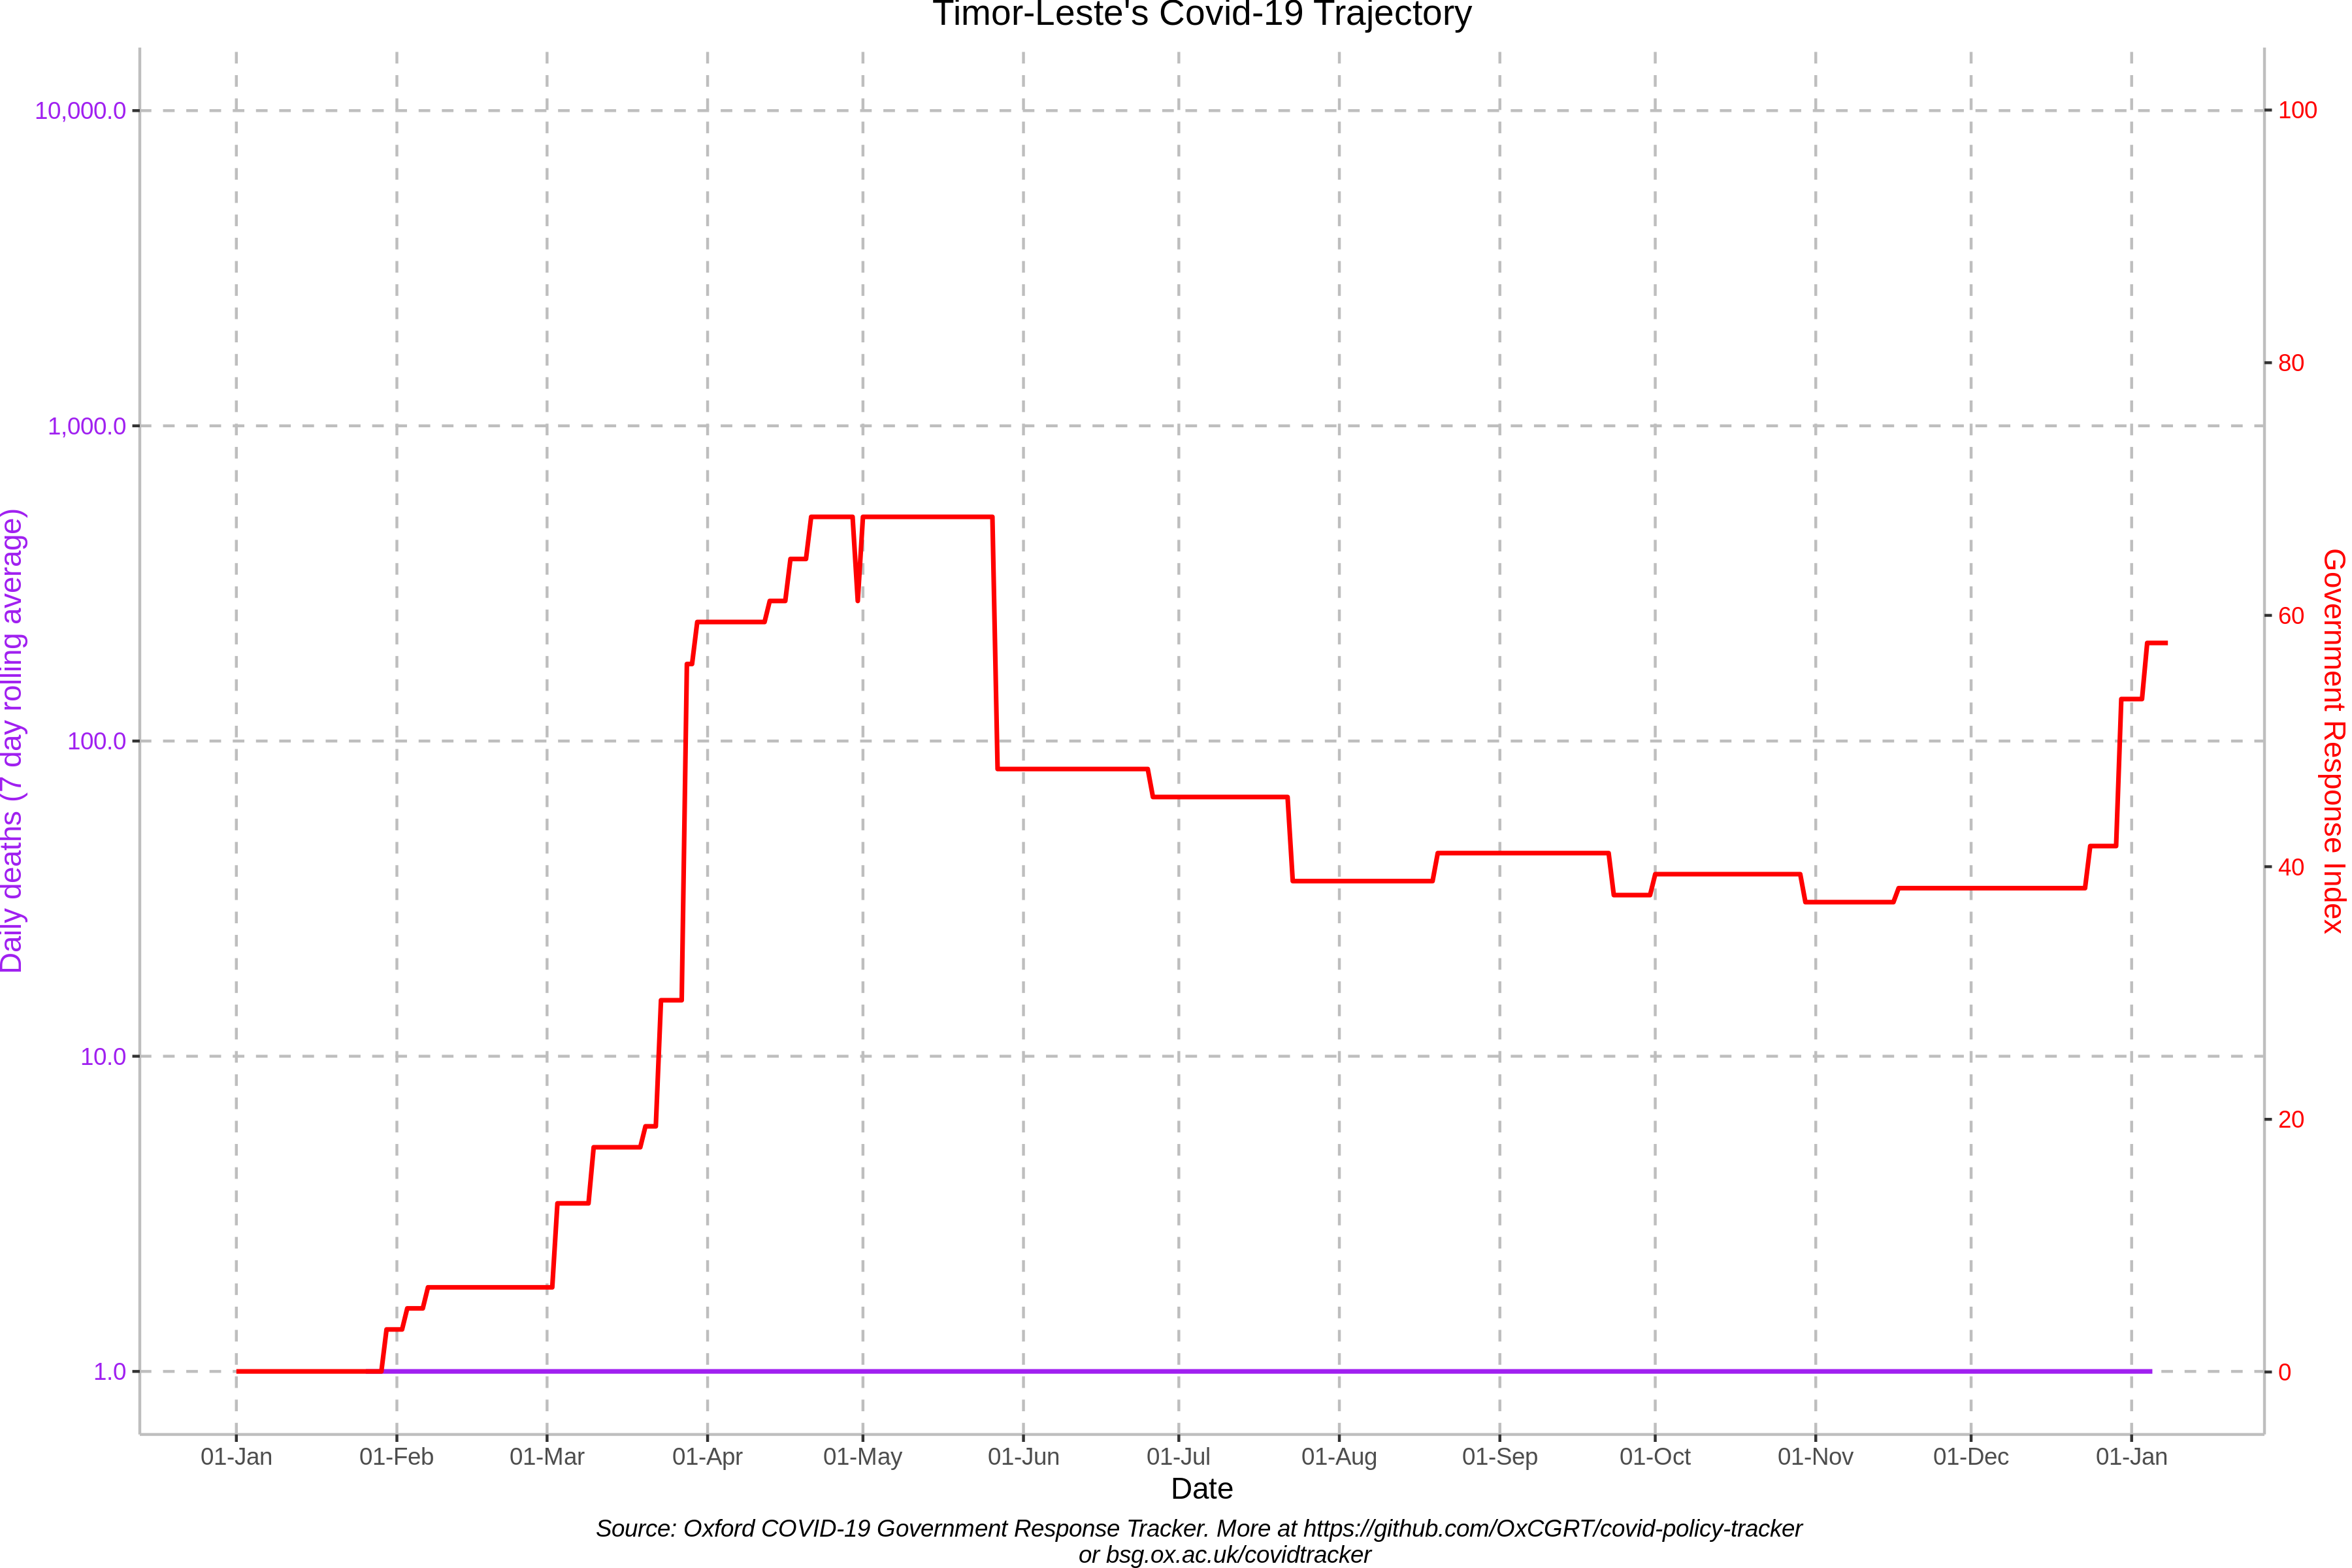 Timor-Leste's Covid-19 Trajectory
10,000.0
1,000.0
100.0
10.0
1.0
Daily deaths (7 day rolling average)
100
80
60
40
20
0
Government Response Index
01-Jan 01-Feb 01-Mar 01-Apr 01-May 01-Jun 01-Jul 01-Aug 01-Sep 01-Oct 01-Nov 01-Dec 01-Jan
Date
Source: Oxford COVID-19 Government Response Tracker. More at https://github.com/OxCGRT/covid-policy-tracker
or bsg.ox.ac.uk/covidtracker